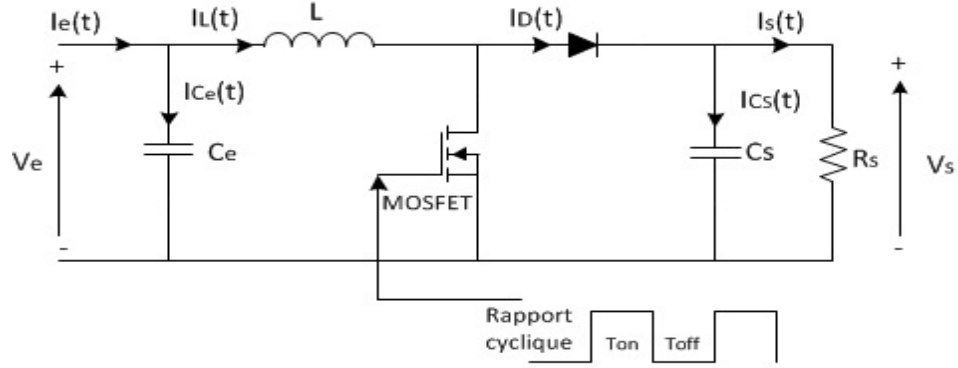 Ie(t) IL(t) L ID(t) Is(t)
+ +
ICe(t) ICS(t)
Ve Ce Cs Rs Vs
MOSFET
- -
Rapport
cyclique Ton Toff